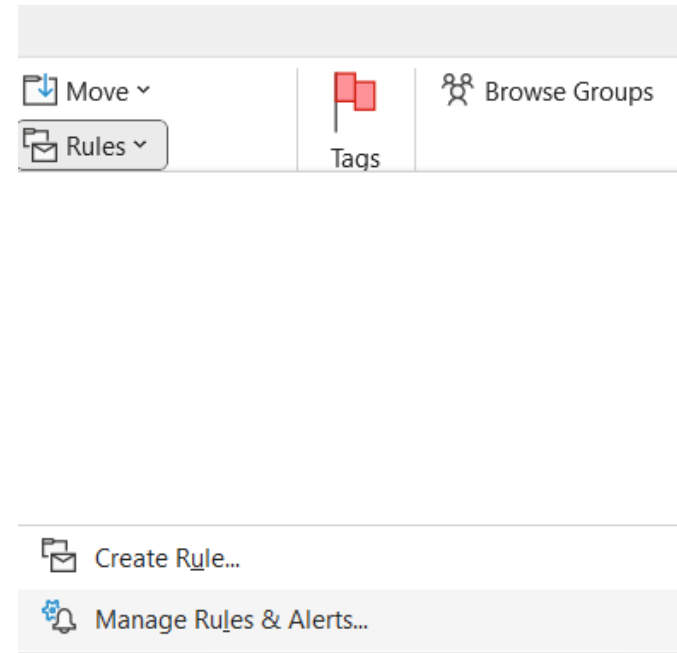 Move
Browse Groups
Rules
Tags
Create Rule...
Manage Rules & Alerts...